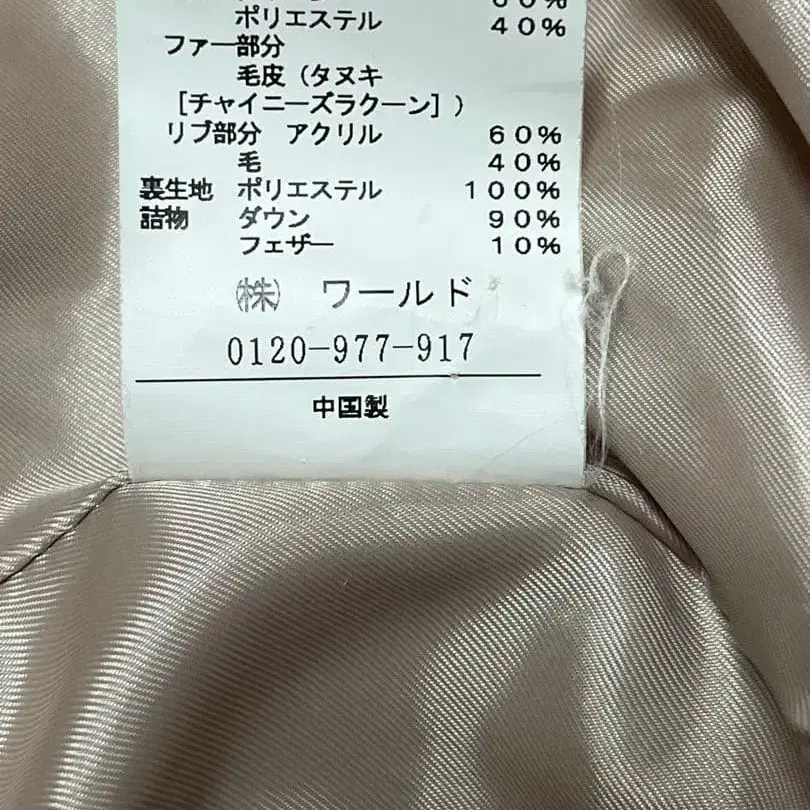 60%
ポリエステル 40%
ファー部分
毛皮（タヌキ
［チャイニーズラクーン］）
リブ部分 アクリル 60%
毛 40%
裏生地 ポリエステル 100%
詰物 ダウン 90%
フェザー 10%
㈱ ワールド
0120-977-917
中国製